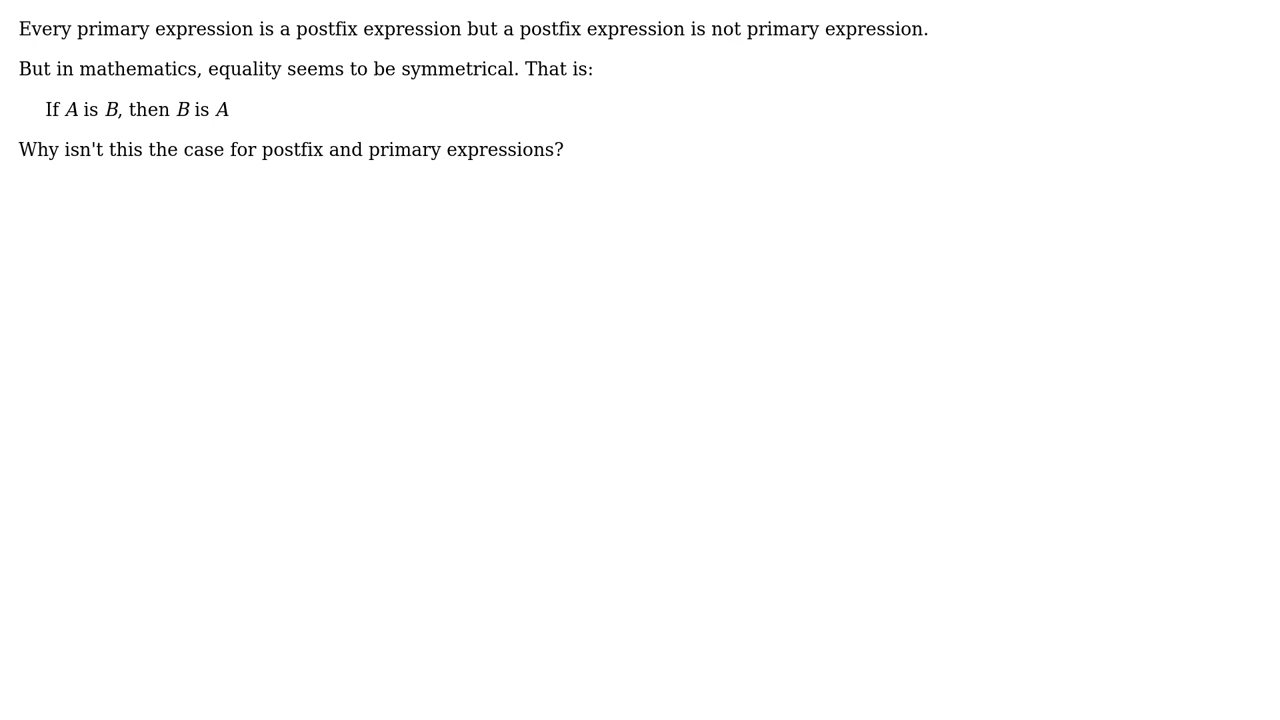 Every primary expression is a postfix expression but a postfix expression is not primary expression.
But in mathematics, equality seems to be symmetrical. That is:
If A is B, then B is A
Why isn't this the case for postfix and primary expressions?